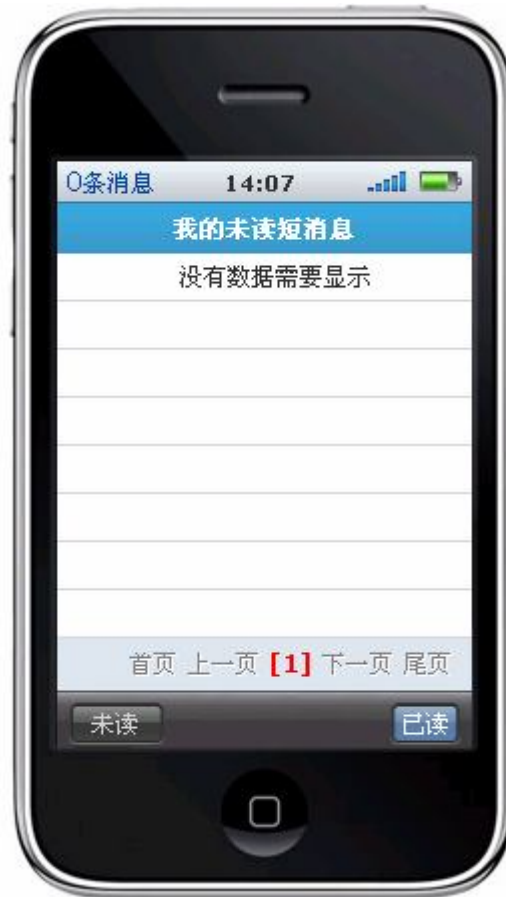 0条消息 14:07
我的未读短消息
没有数据需要显示
首页 上一页 [1] 下一页 尾页
未读 已读